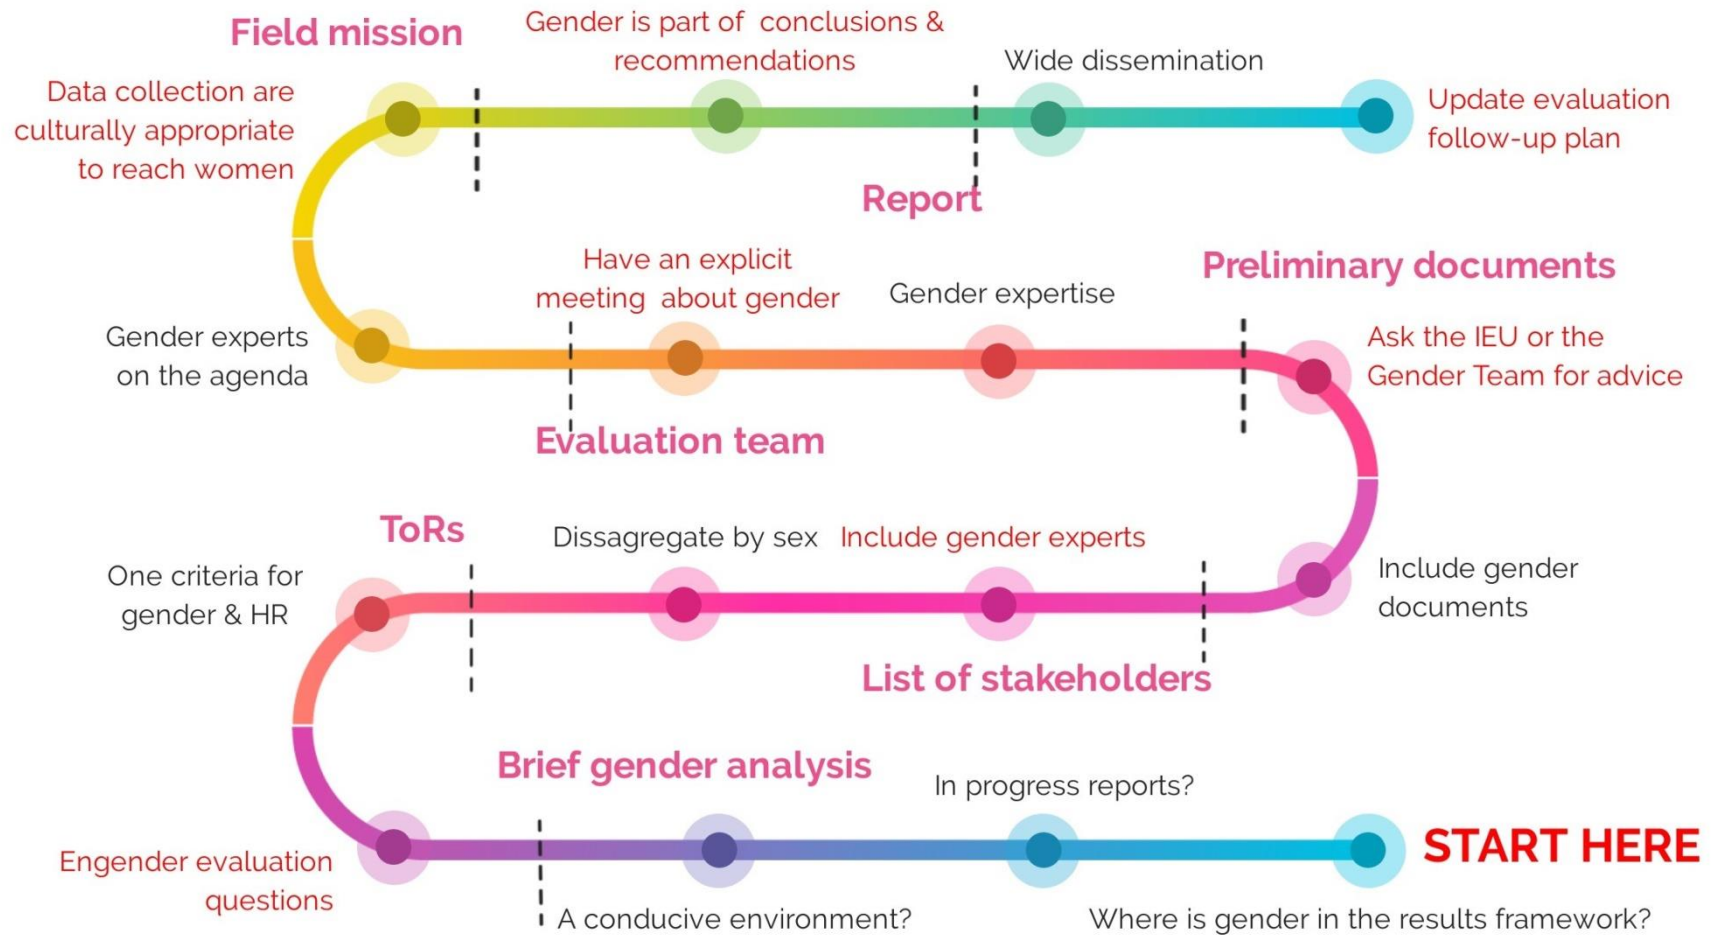 Field mission
Gender is part of conclusions &
recommendations
Wide dissemination
Data collection are
culturally appropriate
to reach women
Update evaluation
follow-up plan
Report
Have an explicit
meeting about gender
Gender expertise
Preliminary documents
Gender experts
on the agenda
Ask the IEU or the
Gender Team for advice
Evaluation team
ToRs
Dissagregate by sex
Include gender experts
One criteria for
gender & HR
Include gender
documents
List of stakeholders
Brief gender analysis
In progress reports?
START HERE
Engender evaluation
questions
A conducive environment?
Where is gender in the results framework?